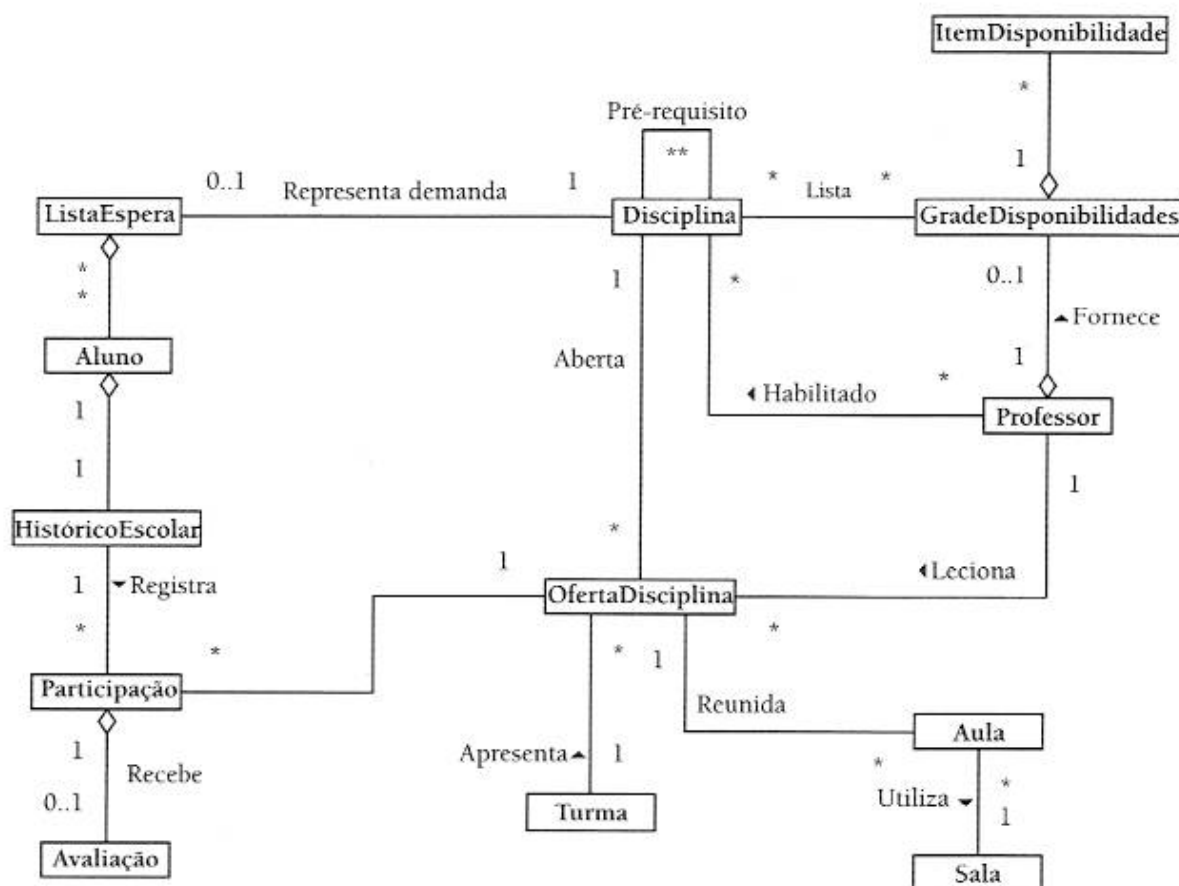 ItemDisponibilidade
*
Pré-requisito
**
1
0..1
Representa demanda
1
*
Lista
*
ListaEspera
Disciplina
GradeDisponibilidades
*
*
1
*
0..1
Fornece
Aluno
Aberta
1
*
Habilitado
1
Professor
1
1
HistóricoEscolar
*
1
1
Registra
Leciona
OfertaDisciplina
*
*
*
1
*
Participação
Reunida
Aula
1
Recebe
Apresenta
1
*
*
0..1
Utiliza
1
Turma
Avaliação
Sala